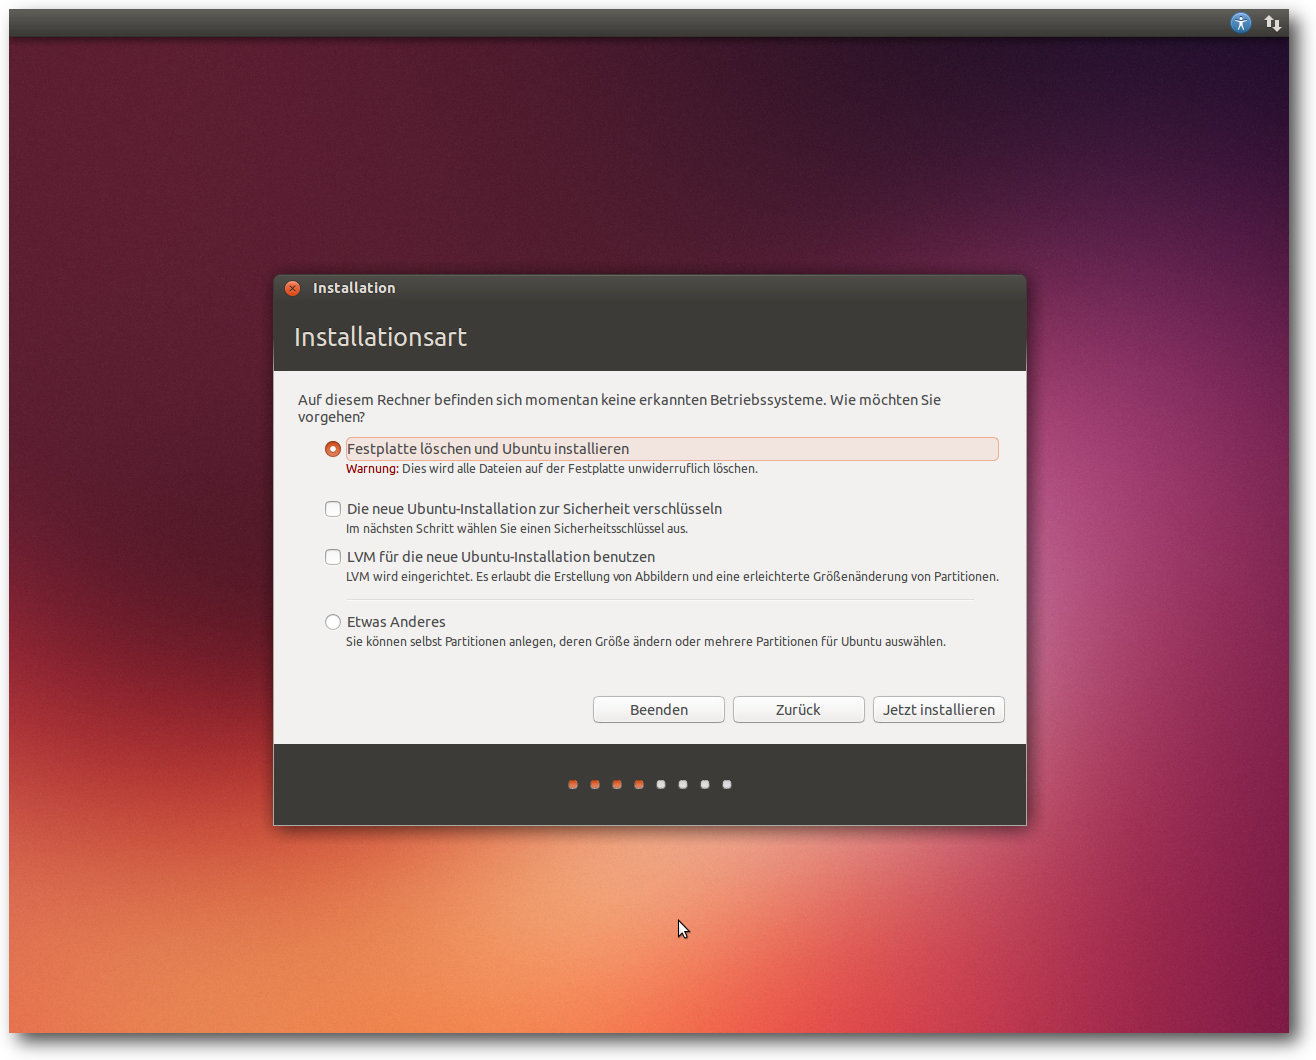 Installation
Installationsart
Auf diesem Rechner befinden sich momentan keine erkannten Betriebssysteme. Wie möchten Sie
vorgehen?
Festplatte löschen und Ubuntu installieren
Warnung: Dies wird alle Dateien auf der Festplatte unwiderruflich löschen.
Die neue Ubuntu-Installation zur Sicherheit verschlüsseln
Im nächsten Schritt wählen Sie einen Sicherheitsschlüssel aus.
LVM für die neue Ubuntu-Installation benutzen
LVM wird eingerichtet. Es erlaubt die Erstellung von Abbildern und eine erleichterte Größenänderung von Partitionen.
Etwas Anderes
Sie können selbst Partitionen anlegen, deren Größe ändern oder mehrere Partitionen für Ubuntu auswählen.
Beenden Zurück Jetzt installieren